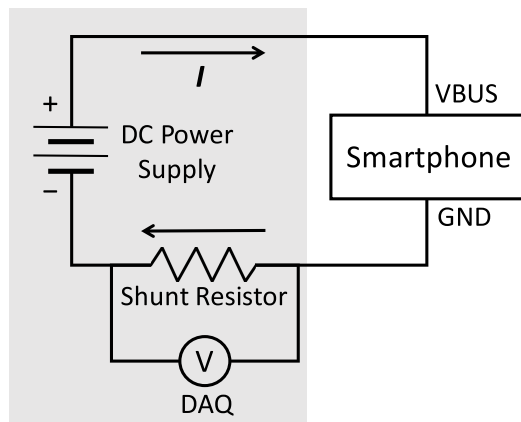 I
+
VBUS
DC Power
Supply
Smartphone
−
GND
Shunt Resistor
V
DAQ